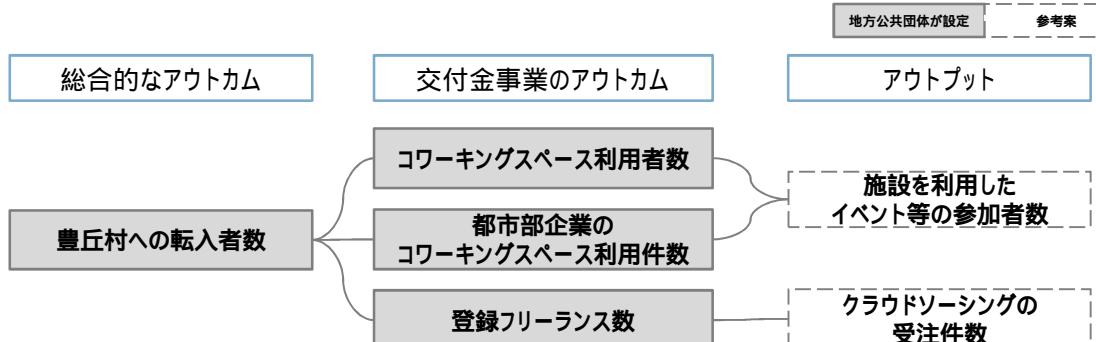 地方公共団体が設定
参考案
総合的なアウトカム
交付金事業のアウトカム
アウトプット
コワーキングスペース利用者数
施設を利用した
イベント等の参加者数
豊丘村への転入者数
都市部企業の
コワーキングスペース利用件数
登録フリーランス数
クラウドソーシングの
受注件数